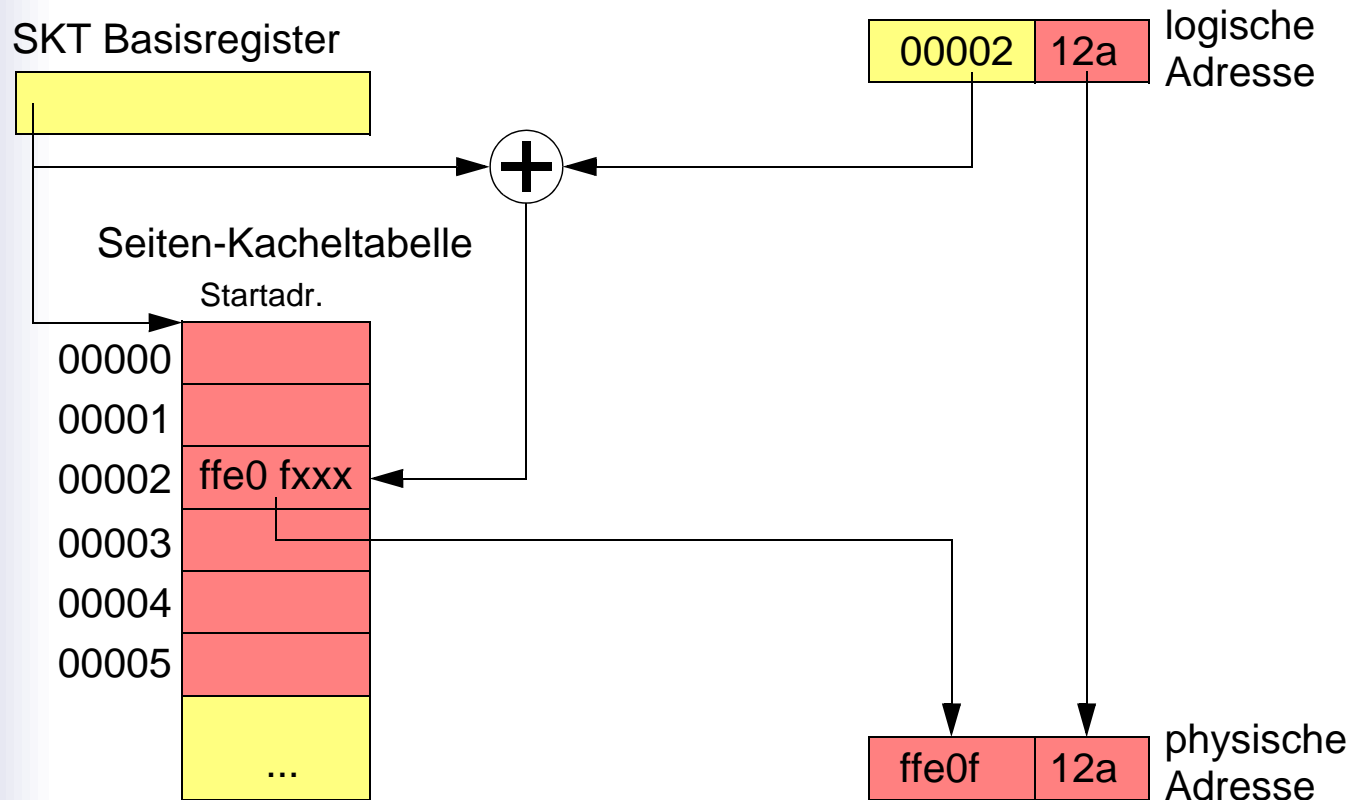 SKT Basisregister
00002 12a
logische
Adresse
Seiten-Kacheltabelle
Startadr.
00000
00001
00002 ffe0 fxxx
00003
00004
00005
...
ffe0f 12a
physische
Adresse